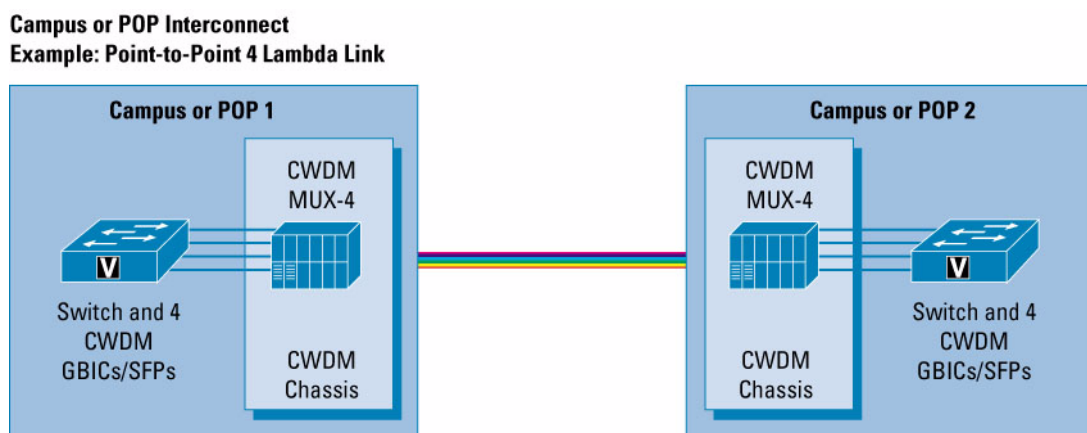 Campus or POP Interconnect
Example: Point-to-Point 4 Lambda Link
Campus or POP 1
CWDM
MUX-4
V
Switch and 4
CWDM
GBICs/SFPs
CWDM
Chassis
Campus or POP 2
CWDM
MUX-4
V
CWDM
Chassis
Switch and 4
CWDM
GBICs/SFPs